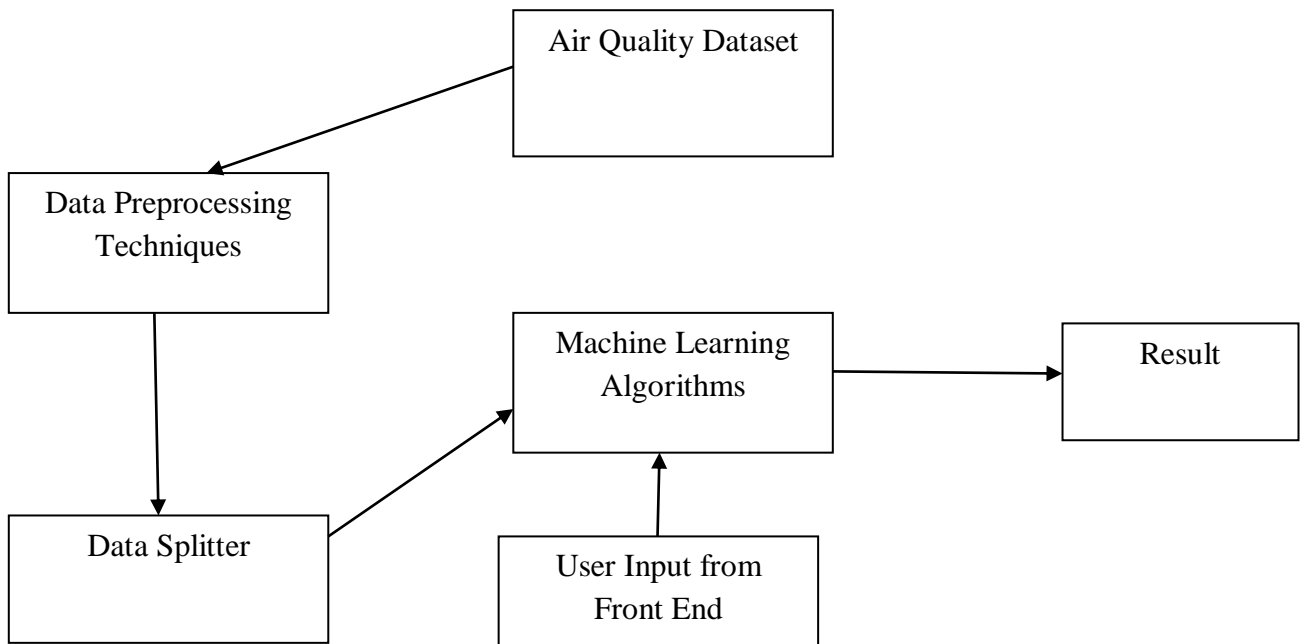 Air Quality Dataset
Data Preprocessing
Techniques
Machine Learning
Algorithms
Result
Data Splitter
User Input from
Front End